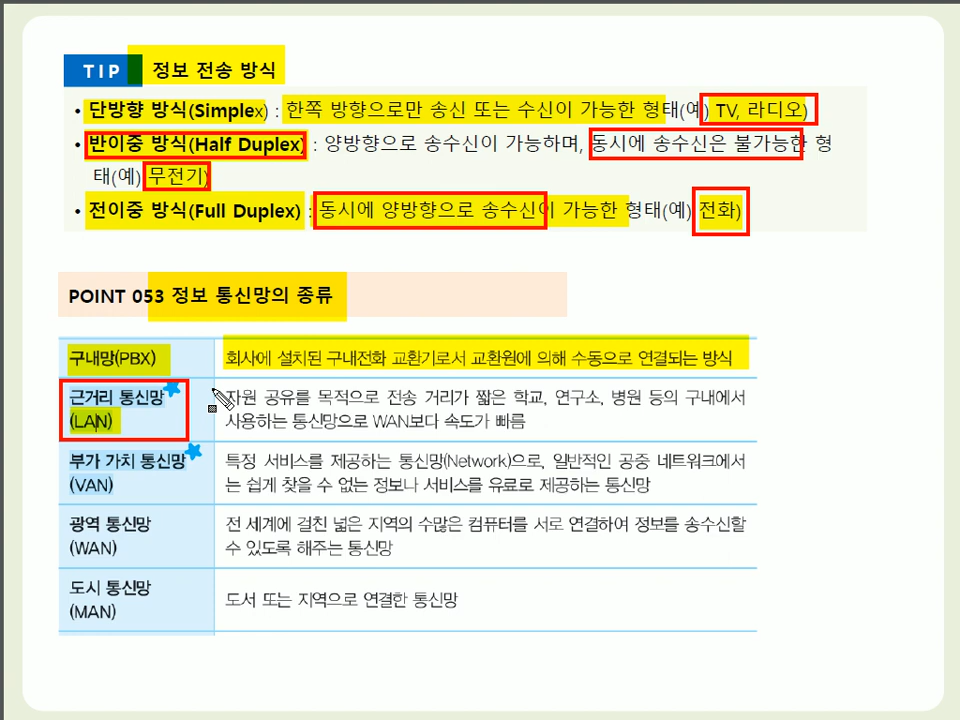 TIP 정보 전송 방식
• 단방향 방식(Simplex) : 한쪽 방향으로만 송신 또는 수신이 가능한 형태(예) TV, 라디오)
• 반이중 방식(Half Duplex) : 양방향으로 송수신이 가능하며, 동시에 송수신은 불가능한 형
태(예) 무전기)
• 전이중 방식(Full Duplex) : 동시에 양방향으로 송수신이 가능한 형태(예) 전화)
POINT 053 정보 통신망의 종류
구내망(PBX) 회사에 설치된 구내전화 교환기로서 교환원에 의해 수동으로 연결되는 방식
근거리 통신망 자원 공유를 목적으로 전송 거리가 짧은 학교, 연구소, 병원 등의 구내에서
(LAN) 사용하는 통신망으로 WAN보다 속도가 빠름
부가 가치 통신망 특정 서비스를 제공하는 통신망(Network)으로, 일반적인 공중 네트워크에서
(VAN) 는 쉽게 찾을 수 없는 정보나 서비스를 유료로 제공하는 통신망
광역 통신망 전 세계에 걸친 넓은 지역의 수많은 컴퓨터를 서로 연결하여 정보를 송수신할
(WAN) 수 있도록 해주는 통신망
도시 통신망 도서 또는 지역으로 연결한 통신망
(MAN)